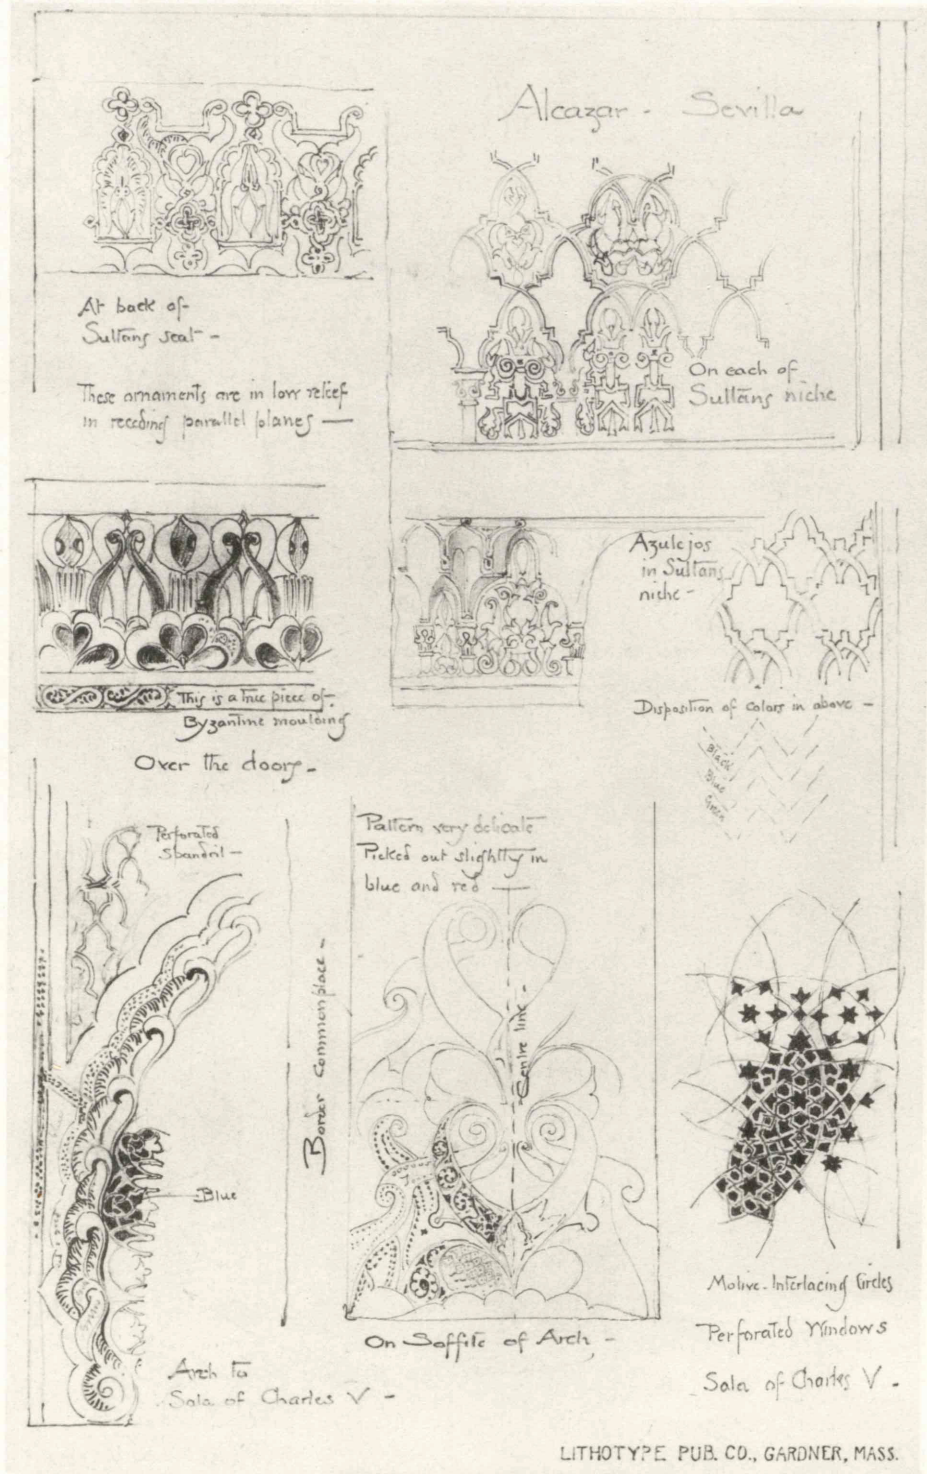 Alcazar - Sevilla
At back of
Sultans seat -
These ornaments are in low relief
in receding parallel planes —
On each of
Sultans niche
This is a true piece of
Byzantine moulding
Over the doors -
Azulejos
in Sultans
niche -
Disposition of colors in above -
Black
Blue
Green
Perforated
Spandril -
Blue
Arch to
Sala of Charles V -
Border commonplace -
Pattern very delicate
Picked out slightly in
blue and red —
Centre line -
On Soffite of Arch -
Motive - Interlacing Circles
Perforated Windows
Sala of Charles V -
LITHOTYPE PUB. CO., GARDNER, MASS.